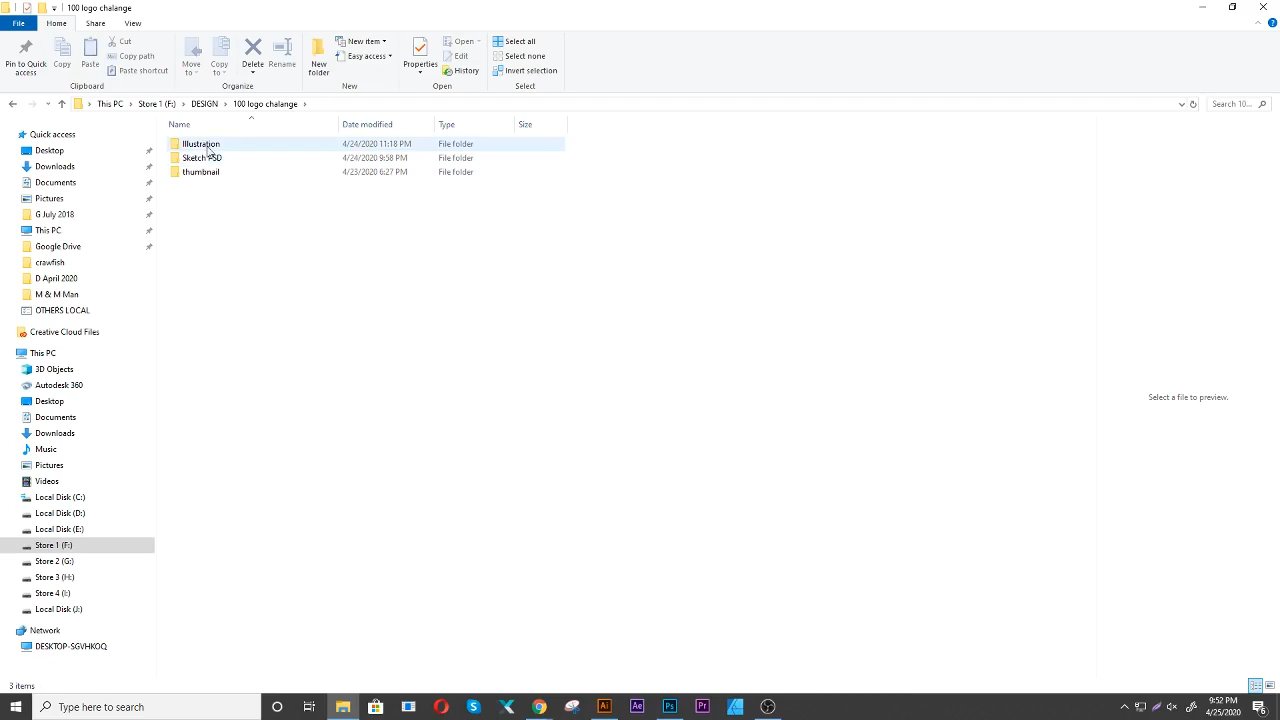 100 logo chalange
File
Home
Share
View
Pin to Quick access
Copy
Paste
Cut
Copy path
Paste shortcut
Clipboard
Move to
Copy to
Delete
Rename
Organize
New folder
New item
Easy access
New
Properties
Open
Edit
History
Open
Select all
Select none
Invert selection
Select
This PC
Store 1 (F:)
DESIGN
100 logo chalange
Search 10...
Name
Date modified
Type
Size
Illustration
4/24/2020 11:18 PM
File folder
4/24/2020 9:58 PM
File folder
thumbnail
4/23/2020 6:27 PM
File folder
Quick access
Desktop
Downloads
Documents
Pictures
G July 2018
This PC
Google Drive
crawfish
D April 2020
M & M Man
OTHERS LOCAL
Creative Cloud Files
This PC
3D Objects
Autodesk 360
Desktop
Documents
Downloads
Music
Pictures
Videos
Local Disk (C:)
Local Disk (D:)
Local Disk (E:)
Store 1 (F:)
Store 2 (G:)
Store 3 (H:)
Store 4 (I:)
Local Disk (J:)
Network
DESKTOP-SGVHKOQ
Select a file to preview.
3 items
Type here to search
Ai
Ae
Ps
Pr
9:52 PM
4/25/2020
6